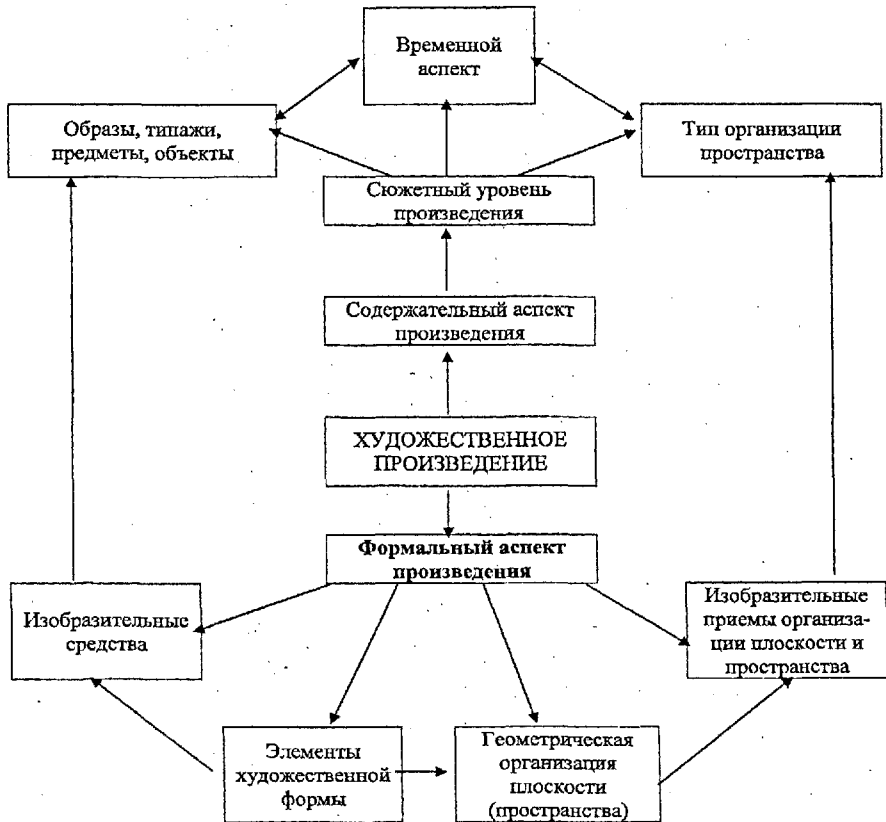 Временной
аспект
Образы, типажи,
предметы, объекты
Тип организации
пространства
Сюжетный уровень
произведения
Содержательный аспект
произведения
ХУДОЖЕСТВЕННОЕ
ПРОИЗВЕДЕНИЕ
Формальный аспект
произведения
Изобразительные
средства
Изобразительные
приемы организа-
ции плоскости и
пространства
Элементы
художественной
формы
Геометрическая
организация
плоскости
(пространства)